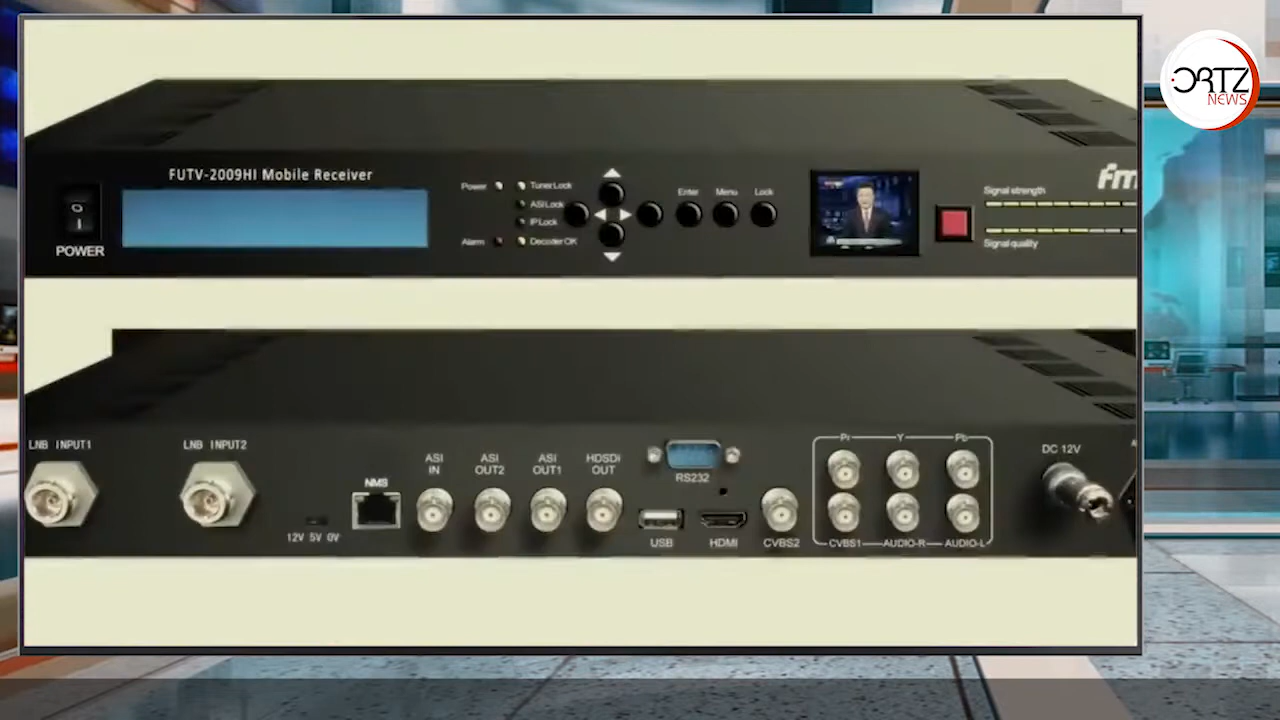 ORTZ
NEWS
FUTV-2009HI Mobile Receiver
POWER
Power
Alarm
Tuner Lock
ASI Lock
IP Lock
Decoder OK
Enter
Menu
Lock
Signal strength
Signal quality
fm
LNB INPUT1
LNB INPUT2
12V 5V 0V
NMS
ASI
IN
ASI
OUT2
ASI
OUT1
HDSDI
OUT
RS232
USB
HDMI
CVBS2
Pr
Y
Pb
CVBS1
AUDIO-R
AUDIO-L
DC 12V